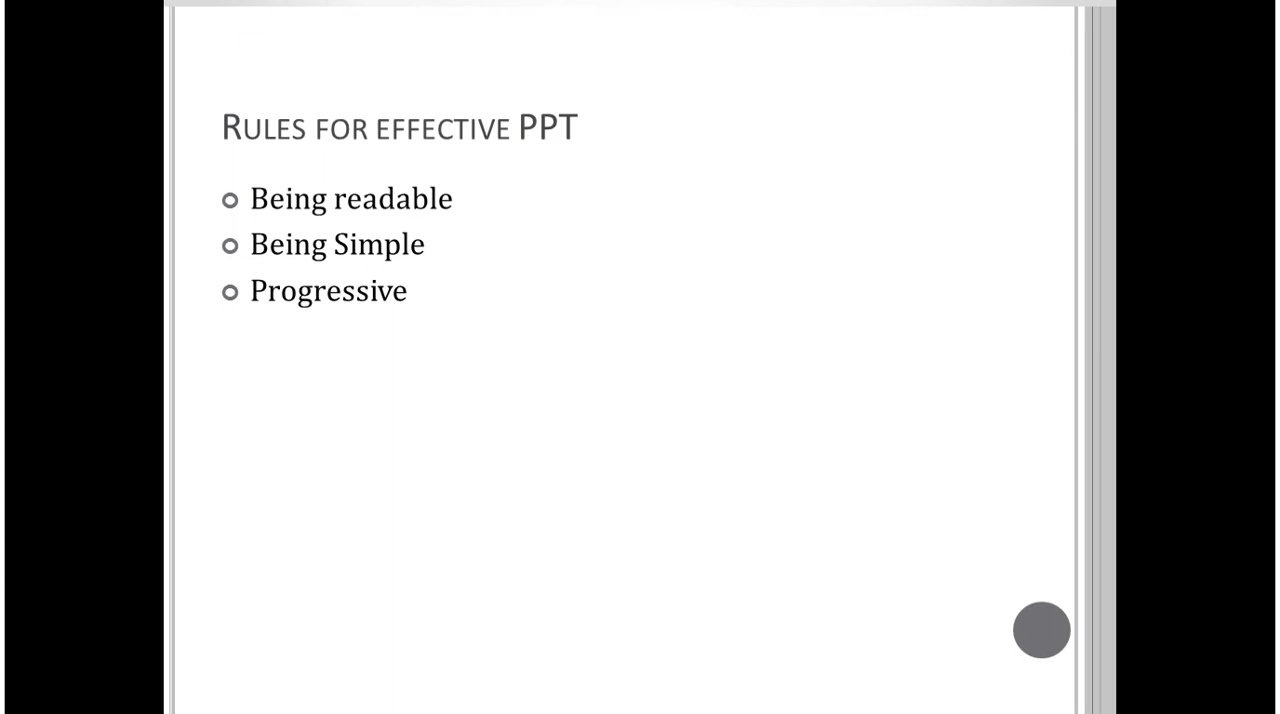 Rules for effective PPT
Being readable
Being Simple
Progressive